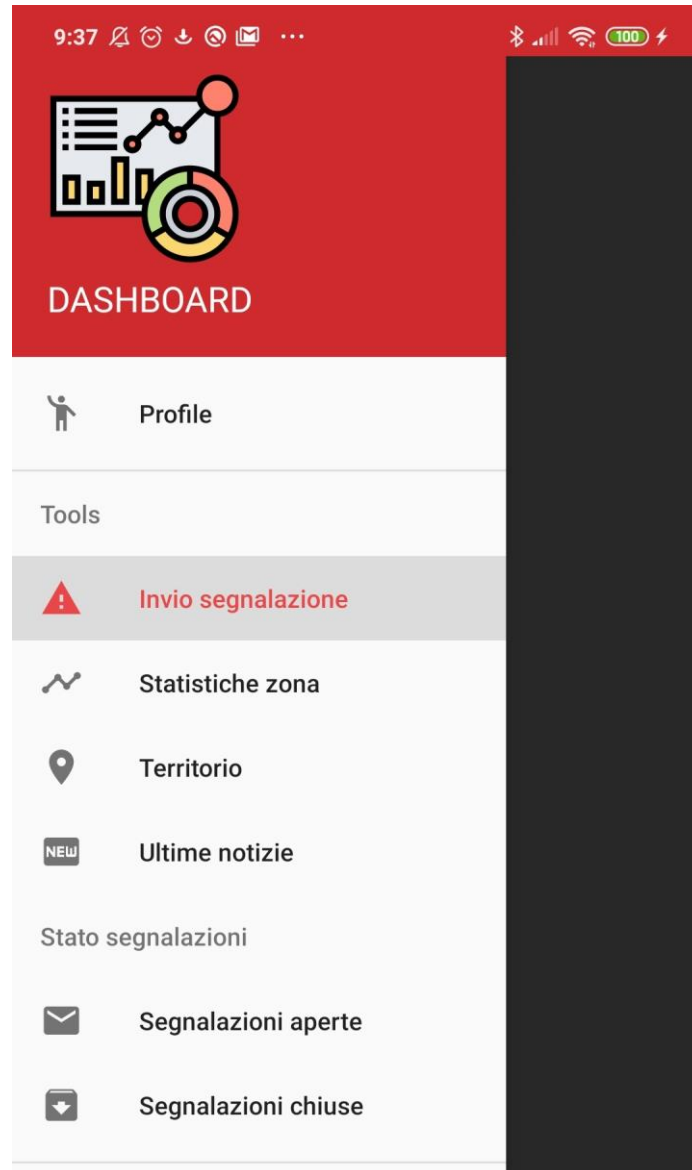 9:37 ...
100
DASHBOARD
Profile
Tools
Invio segnalazione
Statistiche zona
Territorio
NEW
Ultime notizie
Stato segnalazioni
Segnalazioni aperte
Segnalazioni chiuse